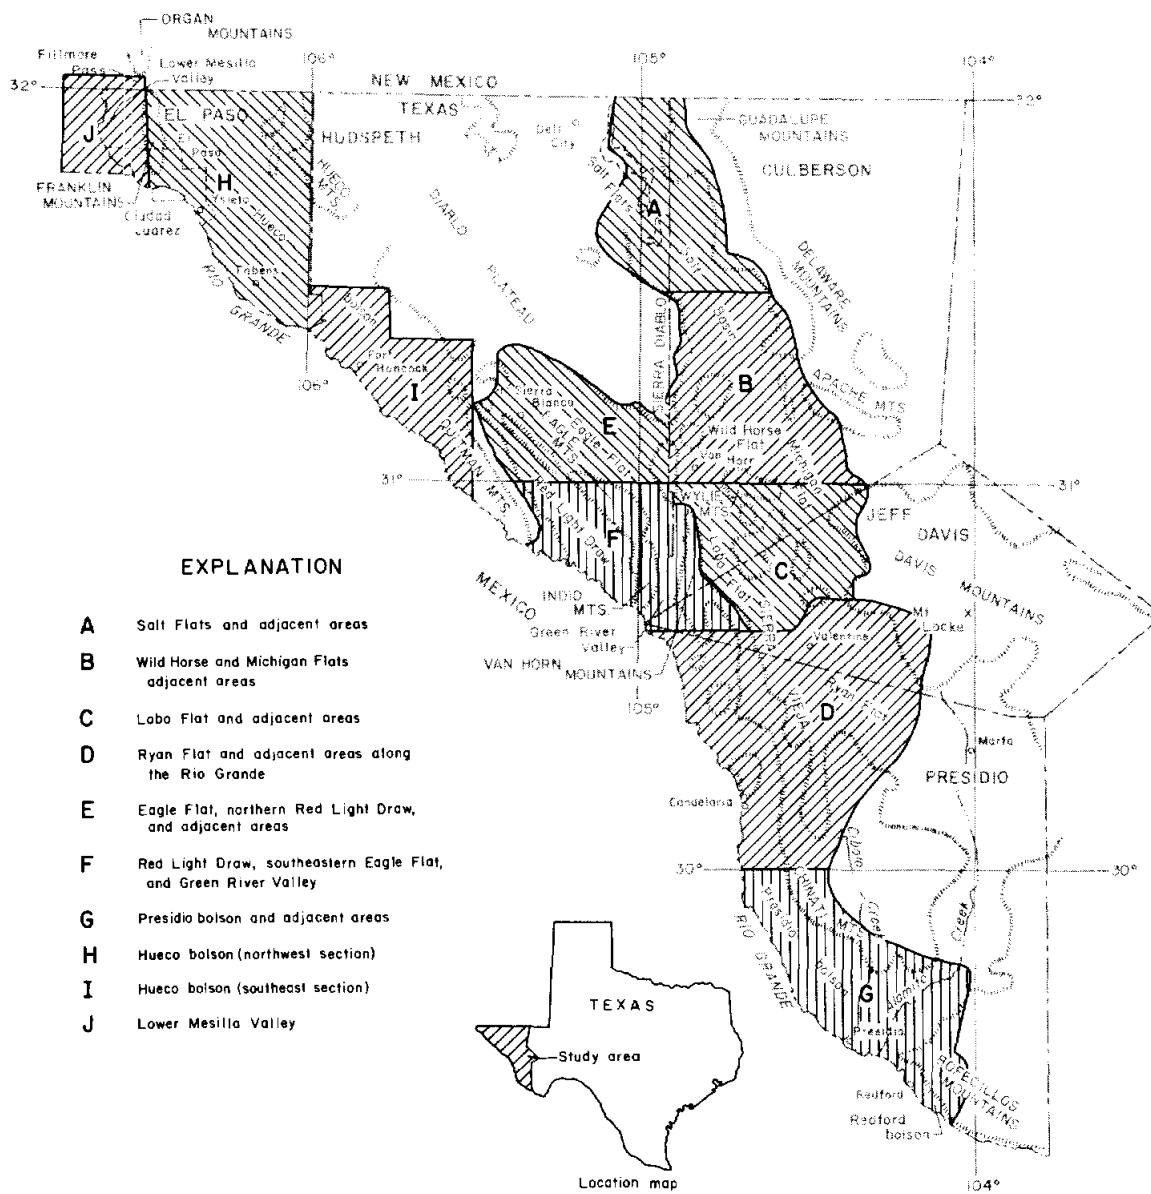 ORGAN
MOUNTAINS
Fillmore
Pass
Lower Mesilla
Valley
106°
105°
104°
32°
NEW MEXICO
TEXAS
32°
J
EL PASO
El
Paso
HUDSPETH
Dell
City
GUADALUPE
MOUNTAINS
CULBERSON
HUECO
MTS.
H
Ysleta
Hueco
FRANKLIN
MOUNTAINS
Ciudad
Juarez
Salt Flats
A
Salt
DIABLO
PLATEAU
DELAWARE
MOUNTAINS
RIO
GRANDE
Fabens
bolson
Basin
SIERRA DIABLO
Fort
Hancock
I
106°
B
APACHE MTS
Sierra
Blanca
Eagle Flat
EAGLE
MTS.
E
Wild Horse
Flat
Van Horn
Michigan Flat
QUITMAN MTS.
31°
31°
Red Light Draw
F
WYLIE
MTS.
JEFF
DAVIS
DAVIS
MOUNTAINS
Lobo Flat
C
MEXICO
INDIO
MTS.
Green River
Valley
VAN HORN
MOUNTAINS
SIERRA
VIEJA
Valentine
Mt
Locke
105°
Ryan Flat
D
Marfa
PRESIDIO
Candelaria
Cibolo
Creek
30°
30°
CHINATI MTS
Presidio
bolson
Creek
Alamito
RIO
GRANDE
G
Presidio
BOFECILLOS
MOUNTAINS
Redford
Redford
bolson
104°
EXPLANATION
A Salt Flats and adjacent areas
B Wild Horse and Michigan Flats
adjacent areas
C Lobo Flat and adjacent areas
D Ryan Flat and adjacent areas along
the Rio Grande
E Eagle Flat, northern Red Light Draw,
and adjacent areas
F Red Light Draw, southeastern Eagle Flat,
and Green River Valley
G Presidio bolson and adjacent areas
H Hueco bolson (northwest section)
I Hueco bolson (southeast section)
J Lower Mesilla Valley
TEXAS
Study area
Location map